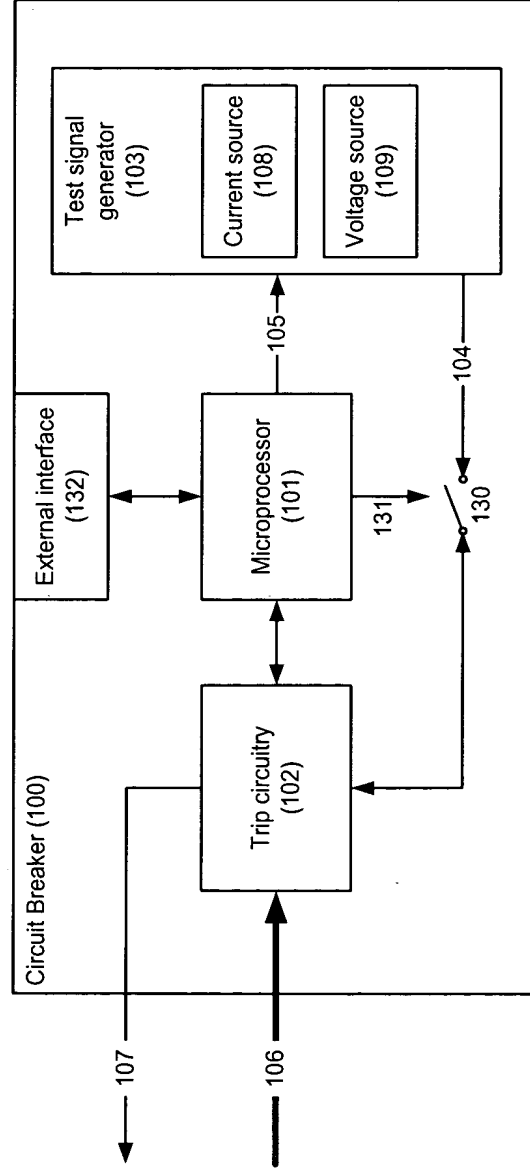 Circuit Breaker (100)
External interface
(132)
Test signal
generator
(103)
107
Trip circuitry
(102)
Microprocessor
(101)
105
Current source
(108)
Voltage source
(109)
106
131
130
104